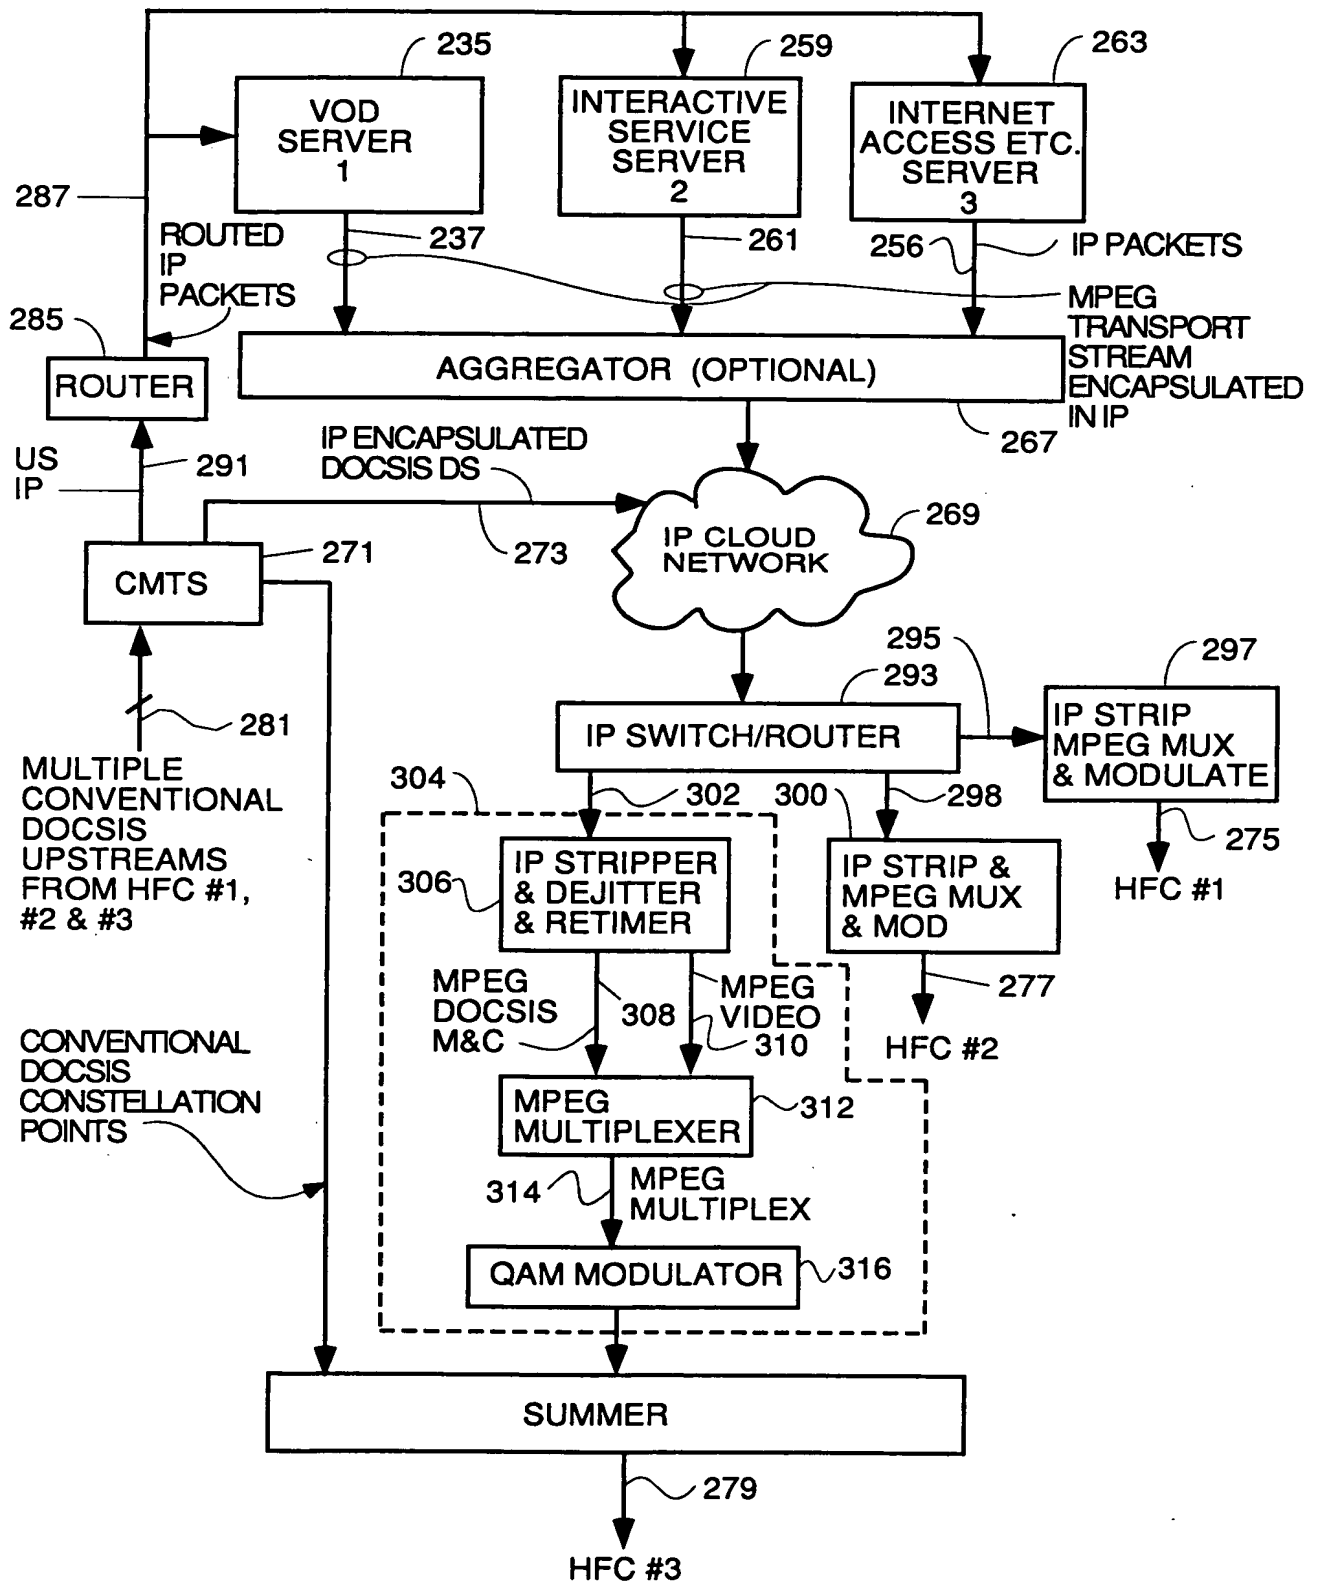 235
259
263
VOD
SERVER
1
INTERACTIVE
SERVICE
SERVER
2
INTERNET
ACCESS ETC.
SERVER
3
287
ROUTED
IP
PACKETS
237
261
256
IP PACKETS
MPEG
TRANSPORT
STREAM
ENCAPSULATED
IN IP
285
ROUTER
AGGREGATOR (OPTIONAL)
267
US
IP
291
IP ENCAPSULATED
DOCSIS DS
273
269
IP CLOUD
NETWORK
271
CMTS
281
MULTIPLE
CONVENTIONAL
DOCSIS
UPSTREAMS
FROM HFC #1,
#2 & #3
293
295
297
IP SWITCH/ROUTER
IP STRIP
MPEG MUX
& MODULATE
304
302
300
298
275
HFC #1
306
IP STRIPPER
& DEJITTER
& RETIMER
IP STRIP &
MPEG MUX
& MOD
277
HFC #2
MPEG
DOCSIS
M&C
308
MPEG
VIDEO
310
CONVENTIONAL
DOCSIS
CONSTELLATION
POINTS
MPEG
MULTIPLEXER
312
314
MPEG
MULTIPLEX
QAM MODULATOR
316
SUMMER
279
HFC #3